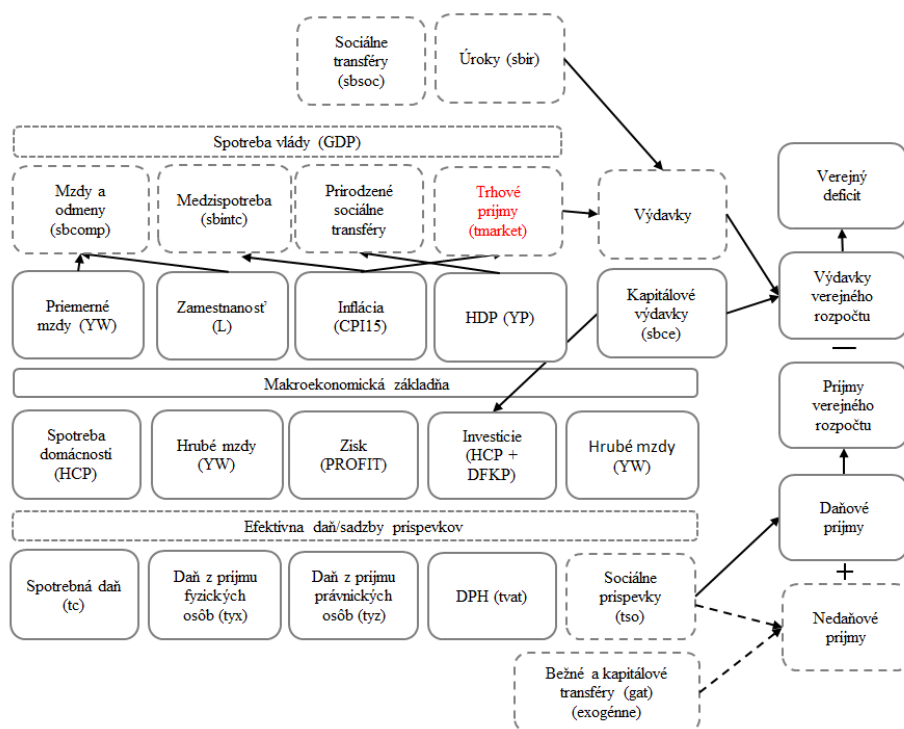 Sociálne
transféry
(sbsoc)
Úroky (sbir)
Spotreba vlády (GDP)
Mzdy a
odmeny
(sbcomp)
Medzispotreba
(sbintc)
Prirodzené
sociálne
transféry
Trhové
príjmy
(tmarket)
Výdavky
Verejný
deficit
Priemerné
mzdy (YW)
Zamestnanosť
(L)
Inflácia
(CPI15)
HDP (YP)
Kapitálové
výdavky
(sbce)
Výdavky
verejného
rozpočtu
—
Makroekonomická základňa
Príjmy
verejného
rozpočtu
Spotreba
domácností
(HCP)
Hrubé mzdy
(YW)
Zisk
(PROFIT)
Investície
(HCP +
DFKP)
Hrubé mzdy
(YW)
Daňové
príjmy
Efektívna daň/sadzby príspevkov
+
Spotrebná daň
(tc)
Daň z príjmu
fyzických
osôb (tyx)
Daň z príjmu
právnických
osôb (tyz)
DPH (tvat)
Sociálne
príspevky
(tso)
Nedaňové
príjmy
Bežné a kapitálové
transféry (gat)
(exogénne)